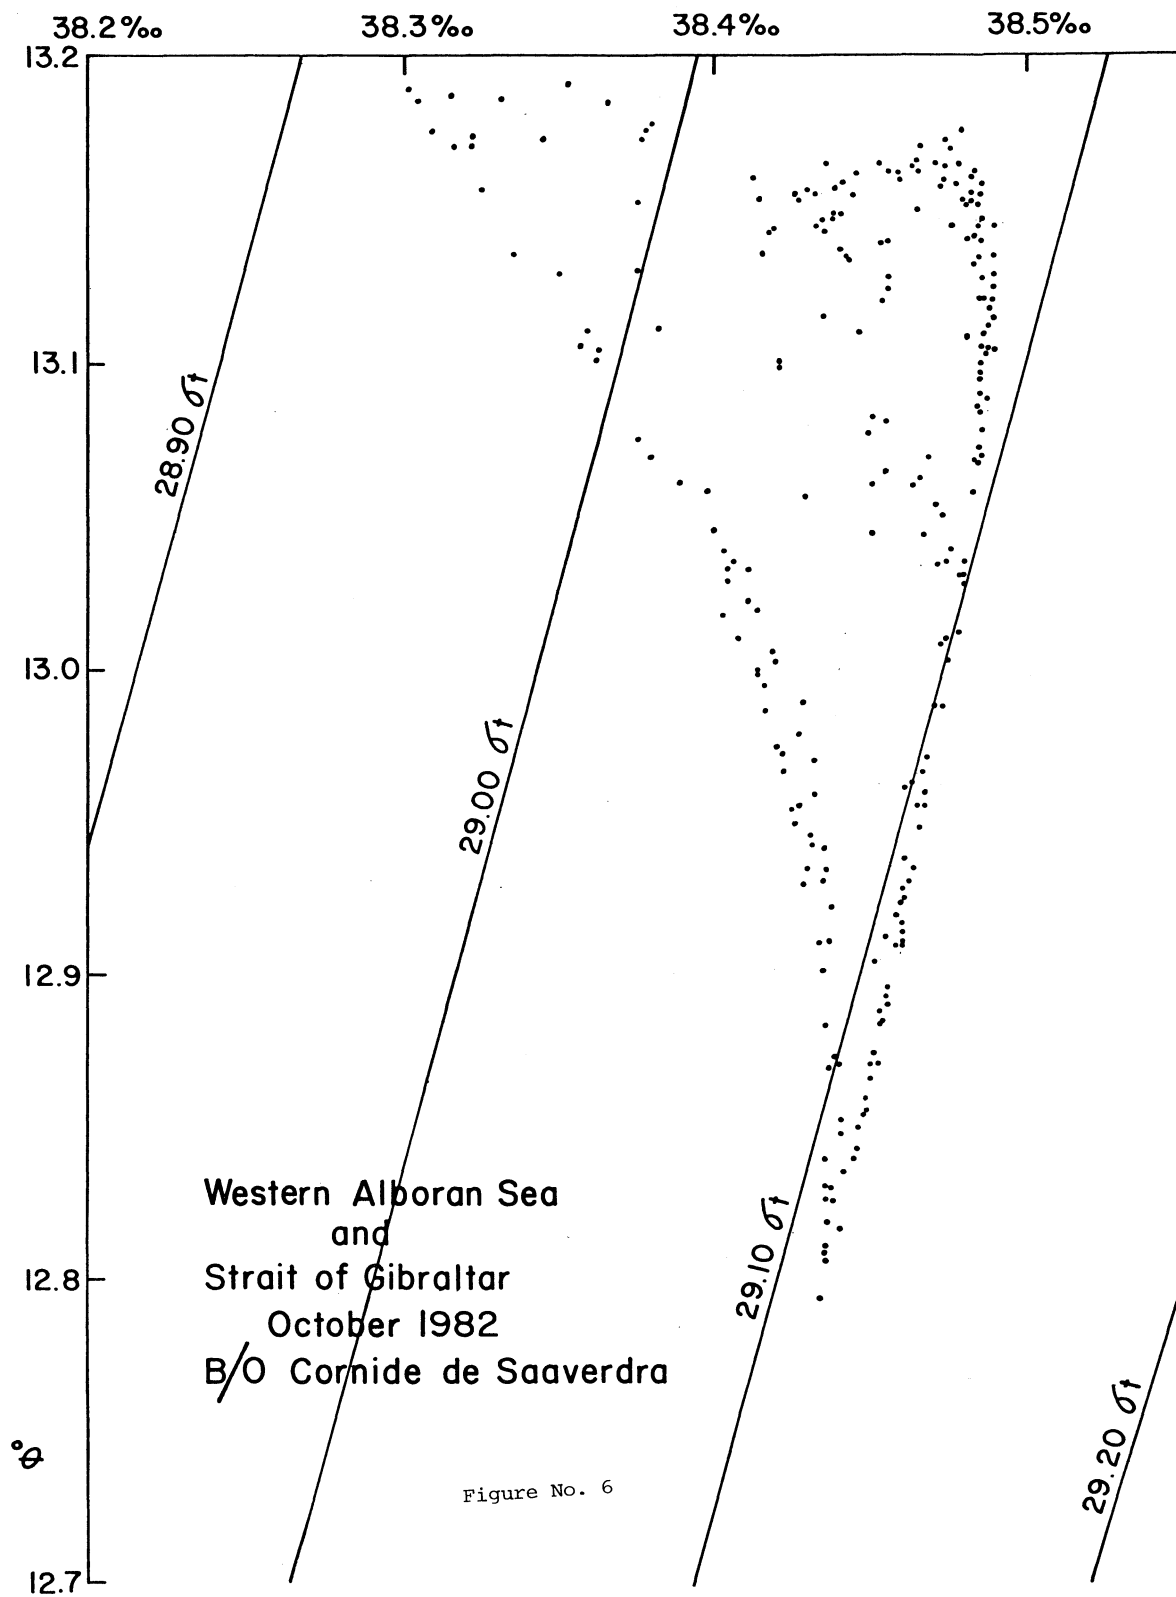 38.2‰ 38.3‰ 38.4‰ 38.5‰
13.2
13.1
28.90 σt
13.0
29.00 σt
12.9
Western Alboran Sea
and
Strait of Gibraltar
October 1982
B/O Cornide de Saaverdra
12.8
29.10 σt
29.20 σt
°θ
Figure No. 6
12.7